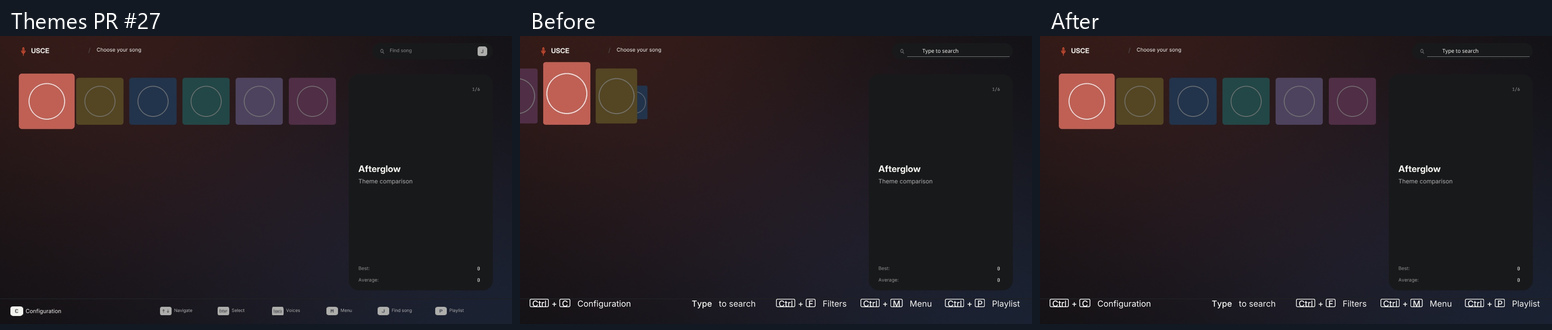 Themes PR #27
USCE / Choose your song
Find song J
1/6
Afterglow
Theme comparison
Best: 0
Average: 0
C Configuration
Navigate
Select
Voices
M Menu
J Find song
P Playlist
Before
USCE / Choose your song
Type to search
1/6
Afterglow
Theme comparison
Best: 0
Average: 0
Ctrl + C Configuration Type to search Ctrl + F Filters Ctrl + M Menu Ctrl + P Playlist
After
USCE / Choose your song
Type to search
1/6
Afterglow
Theme comparison
Best: 0
Average: 0
Ctrl + C Configuration Type to search Ctrl + F Filters Ctrl + M Menu Ctrl + P Playlist